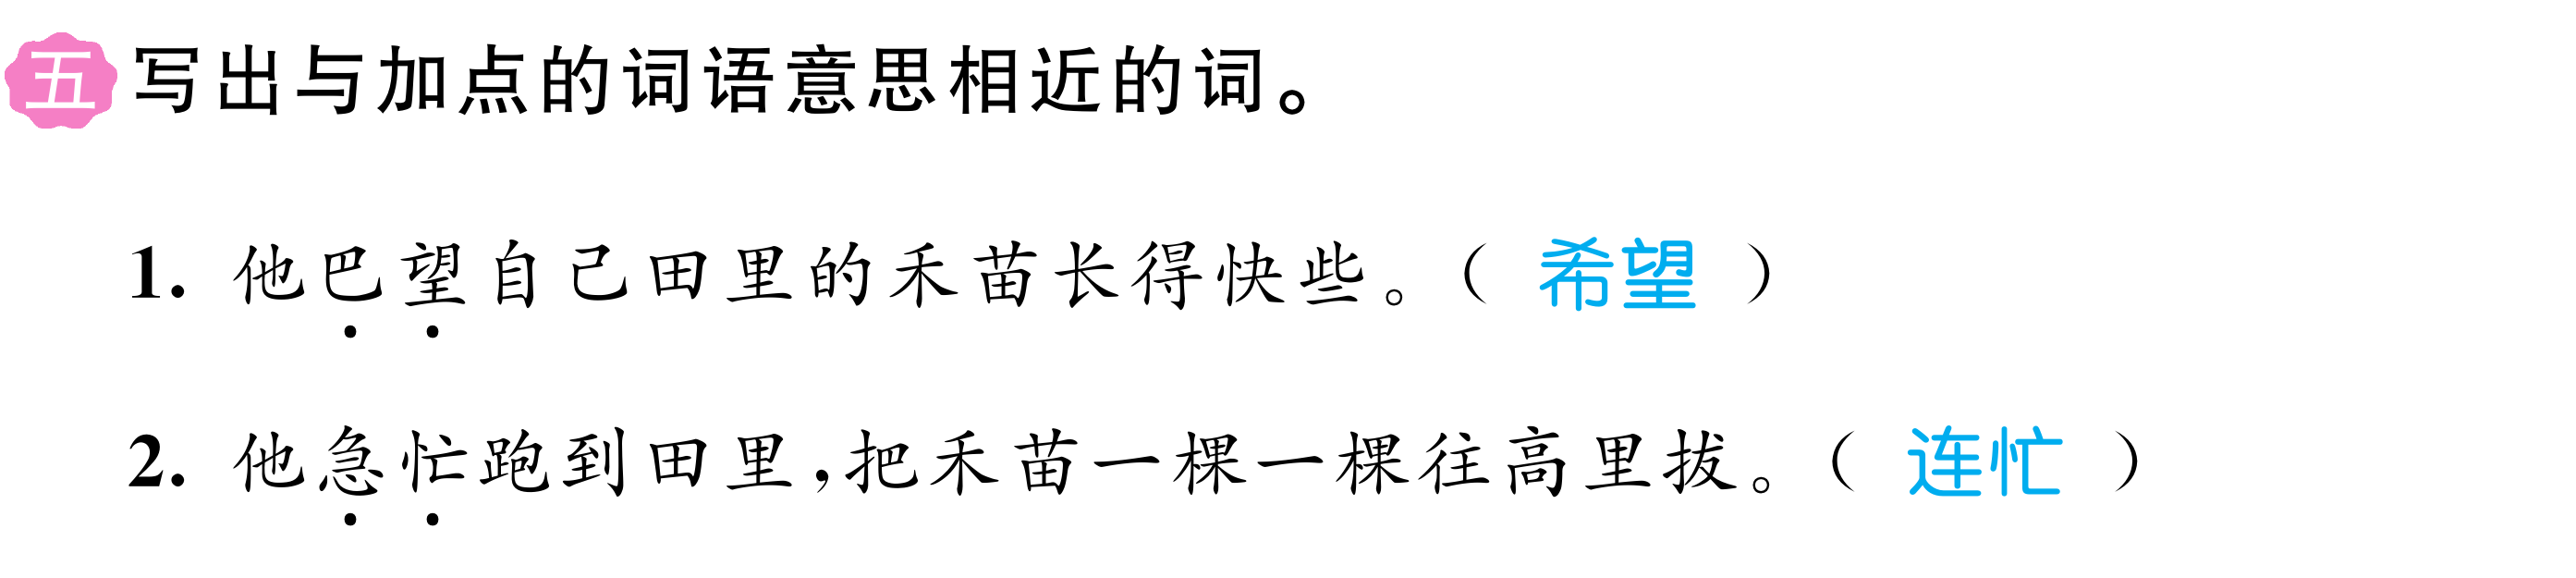 五 写出与加点的词语意思相近的词。
1. 他巴望自己田里的禾苗长得快些。（ 希望 ）
2. 他急忙跑到田里,把禾苗一棵一棵往高里拔。（ 连忙 ）